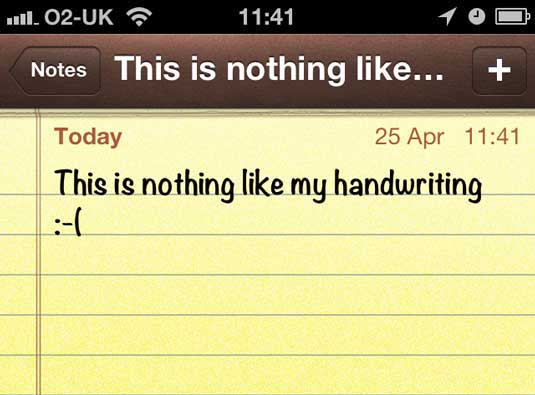 O2-UK 11:41
Notes This is nothing like... +
Today 25 Apr 11:41
This is nothing like my handwriting
:-(